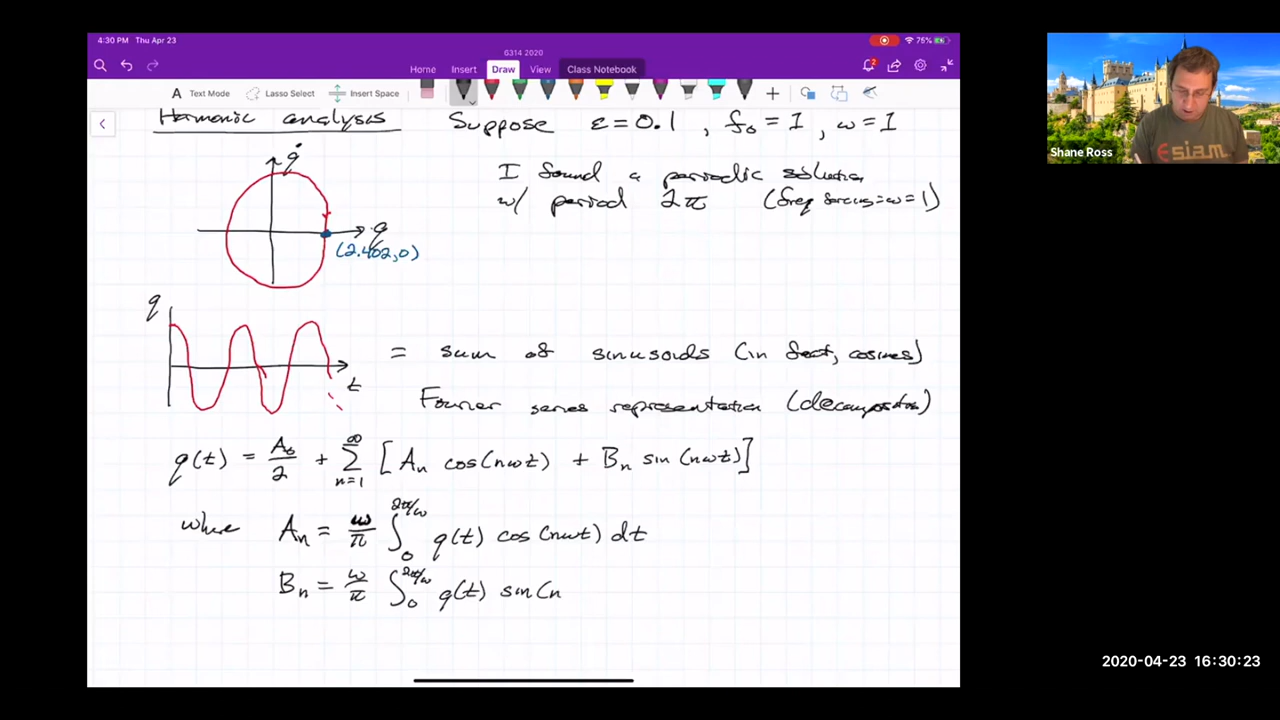 4:30 PM Thu Apr 23
75%
G314 2020
Home Insert Draw View Class Notebook
2
Text Mode Lasso Select Insert Space
Harmonic analysis
Suppose ε = 0.1 , f₀ = 1 , ω = 1
q̇
I found a periodic solution
w/ period 2π (freq forcing = ω = 1)
q
(2.402, 0)
q
= sum of sinusoids (in fact, cosines)
t
Fourier series representation (decomposition)
q(t) = A₀/2 + ∑ₙ₌₁^∞ [Aₙ cos(nωt) + Bₙ sin(nωt)]
where Aₙ = ω/π ∫₀^{2π/ω} q(t) cos(nωt) dt
Bₙ = ω/π ∫₀^{2π/ω} q(t) sin(n
Shane Ross
esiam
2020-04-23 16:30:23